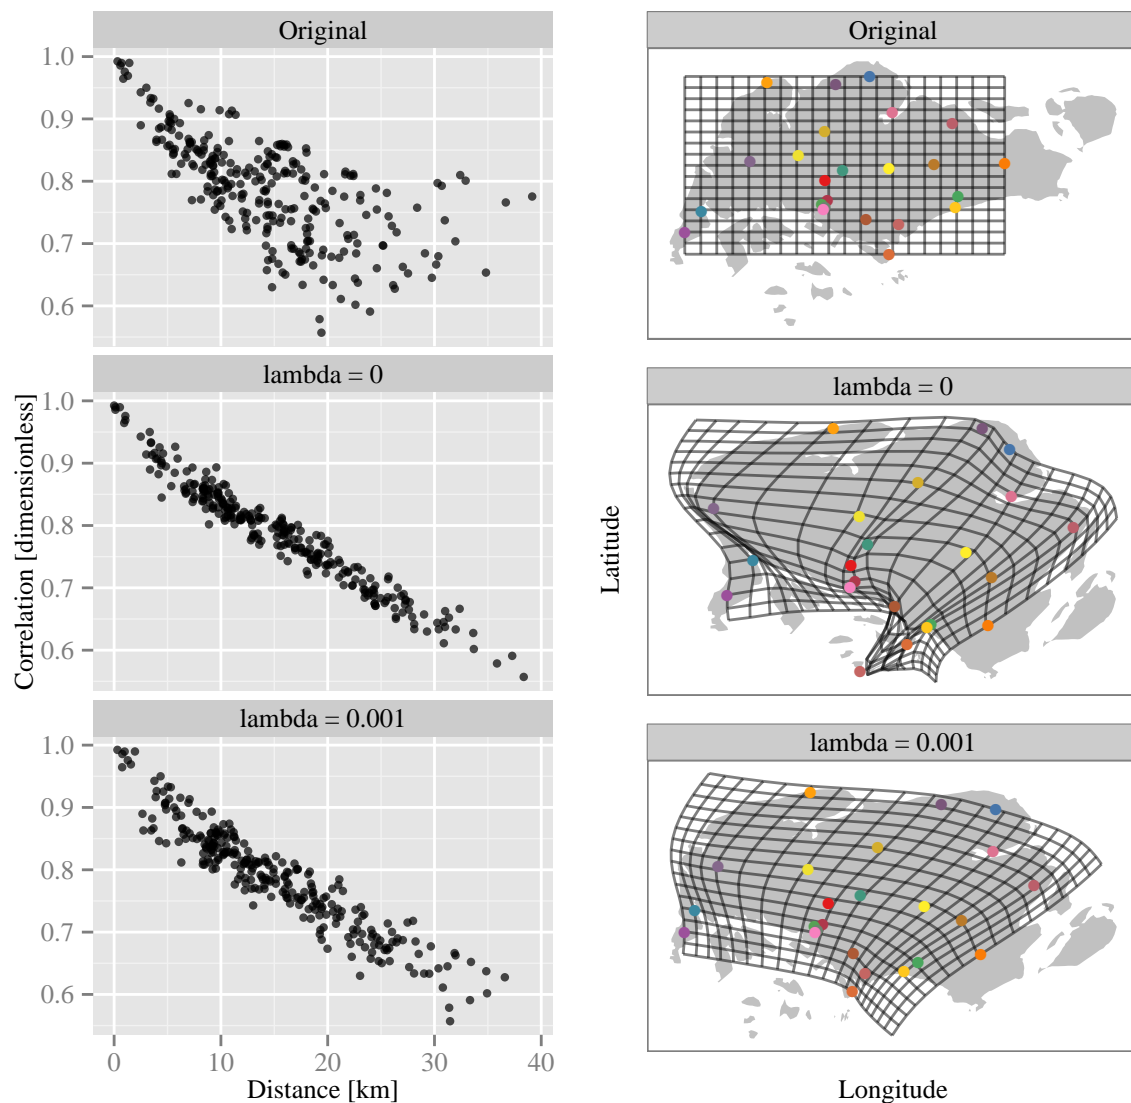 Original
Original
1.0
0.9
0.8
0.7
0.6
lambda = 0
lambda = 0
1.0
0.9
0.8
0.7
0.6
Correlation [dimensionless]
Latitude
lambda = 0.001
lambda = 0.001
1.0
0.9
0.8
0.7
0.6
0 10 20 30 40
Distance [km]
Longitude